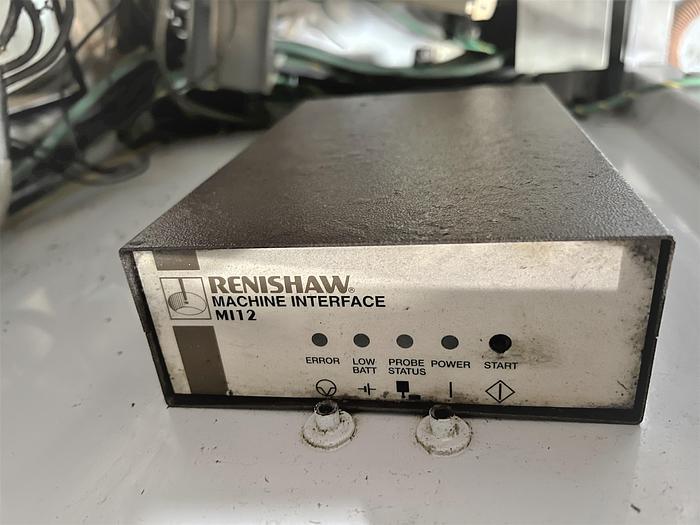 RENISHAW®
MACHINE INTERFACE
MI12
ERROR LOW BATT PROBE STATUS POWER START